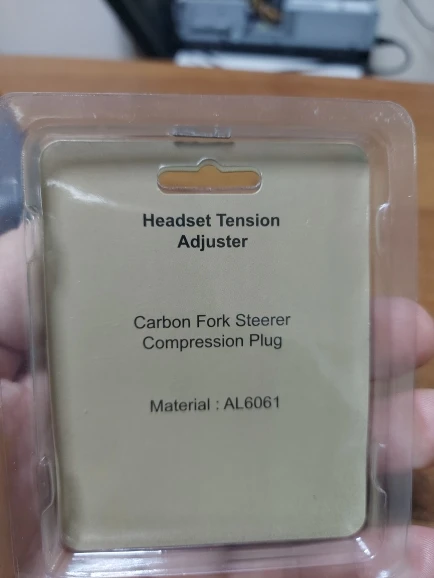 Headset Tension
Adjuster
Carbon Fork Steerer
Compression Plug
Material : AL6061